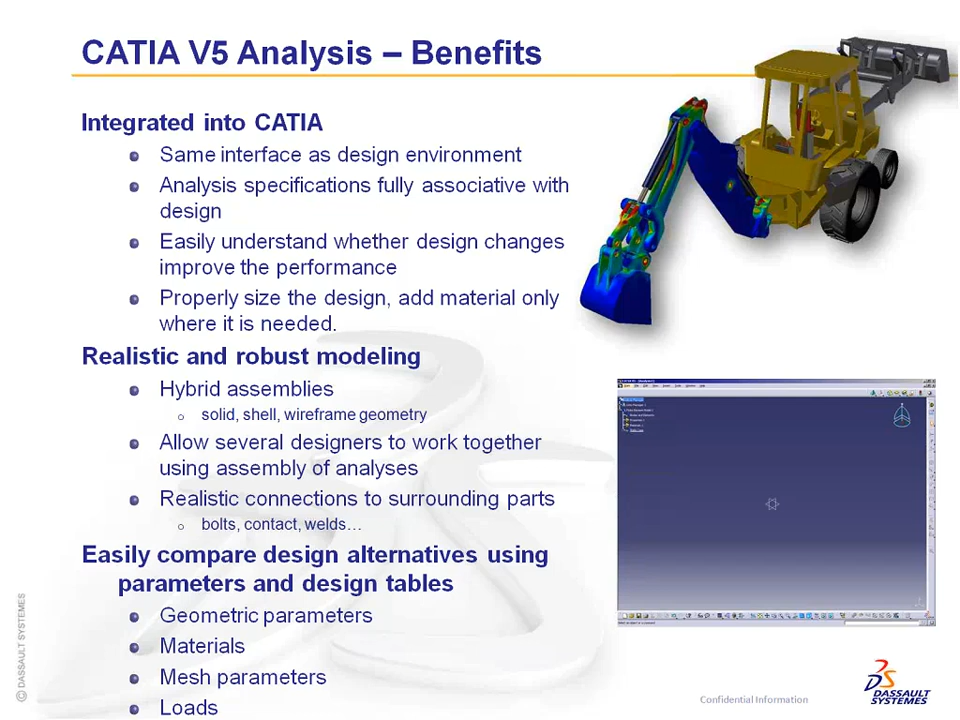 CATIA V5 Analysis – Benefits
Integrated into CATIA
Same interface as design environment
Analysis specifications fully associative with
design
Easily understand whether design changes
improve the performance
Properly size the design, add material only
where it is needed.
Realistic and robust modeling
Hybrid assemblies
solid, shell, wireframe geometry
Allow several designers to work together
using assembly of analyses
Realistic connections to surrounding parts
bolts, contact, welds…
Easily compare design alternatives using
parameters and design tables
Geometric parameters
Materials
Mesh parameters
Loads
© DASSAULT SYSTEMES
Confidential Information
DASSAULT
SYSTEMES